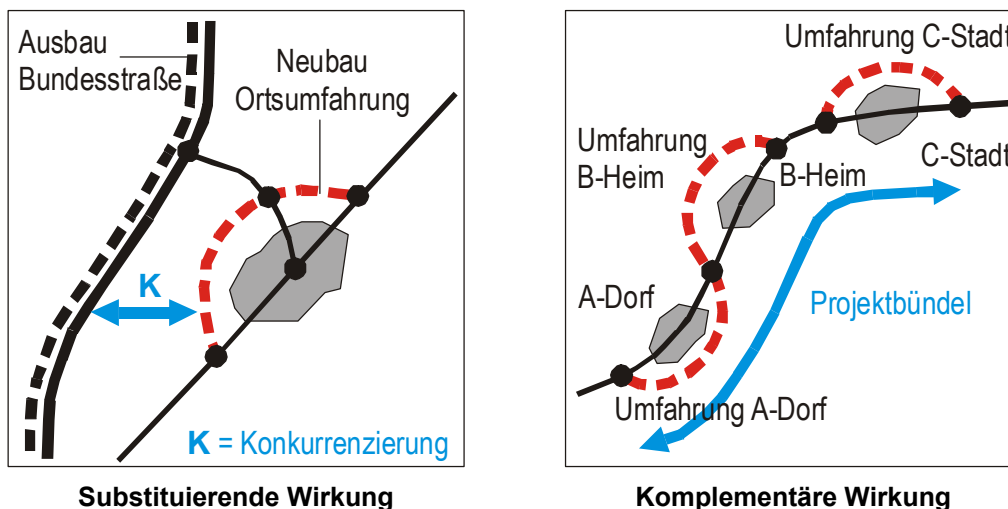 Ausbau
Bundesstraße
Neubau
Ortsumfahrung
K
K = Konkurrenzierung
Substituierende Wirkung
Umfahrung C-Stadt
Umfahrung
B-Heim
B-Heim
C-Stadt
A-Dorf
Projektbündel
Umfahrung A-Dorf
Komplementäre Wirkung